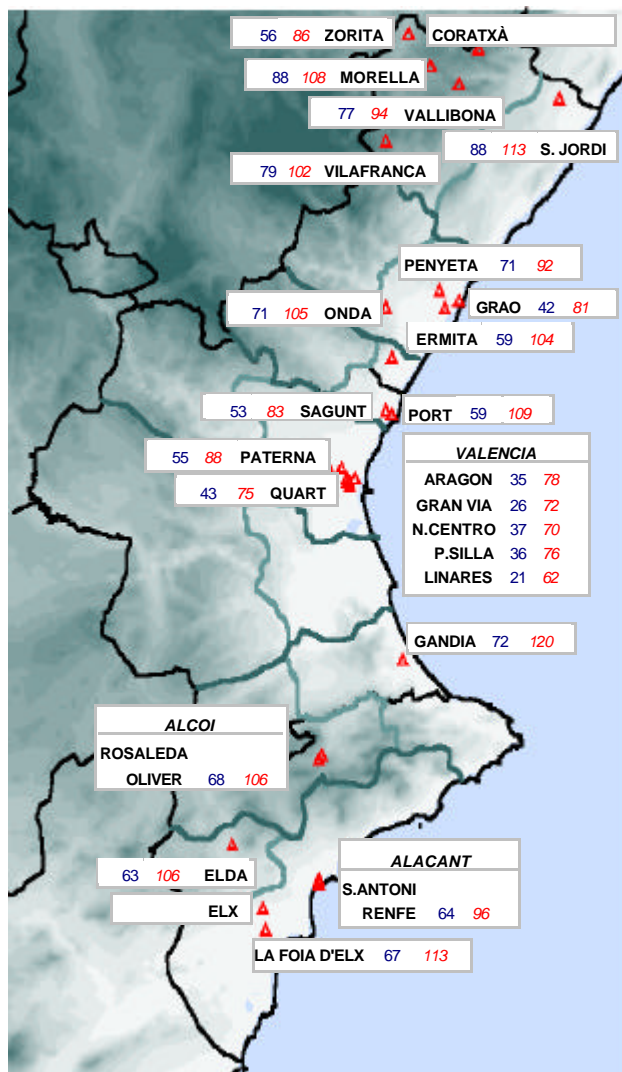 56 86 ZORITA
CORATXÀ
88 108 MORELLA
77 94 VALLIBONA
88 113 S. JORDI
79 102 VILAFRANCA
PENYETA 71 92
71 105 ONDA
GRAO 42 81
ERMITA 59 104
53 83 SAGUNT
PORT 59 109
55 88 PATERNA
43 75 QUART
VALENCIA
ARAGON 35 78
GRAN VIA 26 72
N.CENTRO 37 70
P.SILLA 36 76
LINARES 21 62
GANDIA 72 120
ALCOI
ROSALEDA
OLIVER 68 106
63 106 ELDA
ELX
ALACANT
S.ANTONI
RENFE 64 96
LA FOIA D'ELX 67 113